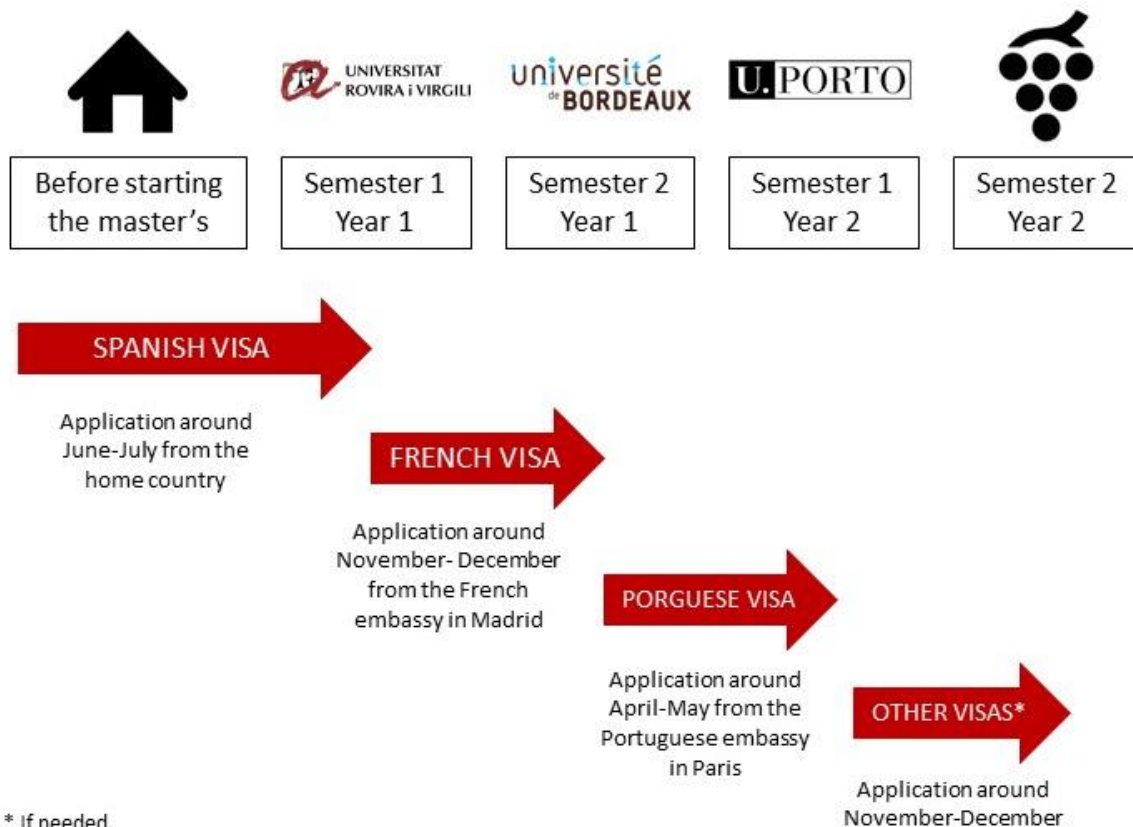 UNIVERSITAT
ROVIRA i VIRGILI
université
de BORDEAUX
U. PORTO
Before starting
the master's
Semester 1
Year 1
Semester 2
Year 1
Semester 1
Year 2
Semester 2
Year 2
SPANISH VISA
Application around
June-July from the
home country
FRENCH VISA
Application around
November- December
from the French
embassy in Madrid
PORGUESE VISA
Application around
April-May from the
Portuguese embassy
in Paris
OTHER VISAS*
Application around
November-December
* If needed